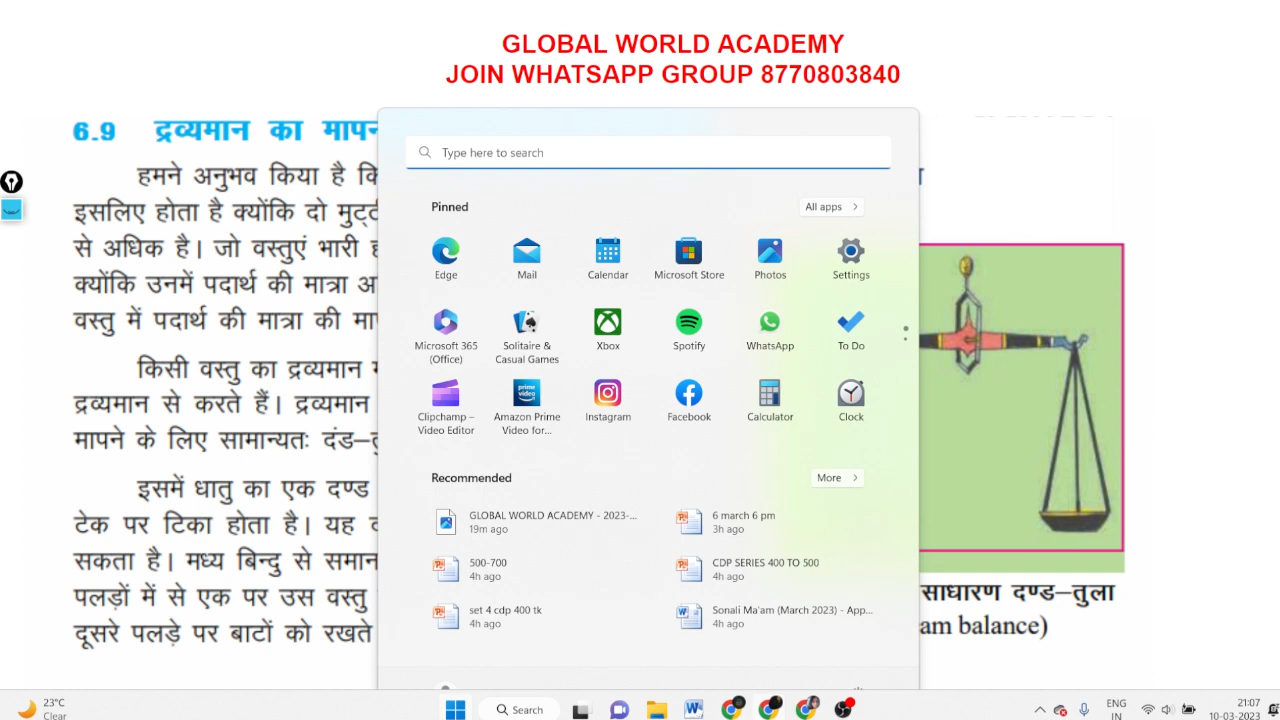 GLOBAL WORLD ACADEMY
JOIN WHATSAPP GROUP 8770803840
6.9 द्रव्यमान का मापन
हमने अनुभव किया है
इसलिए होता है क्योंकि दो
से अधिक है। जो वस्तुएं भारी
क्योंकि उनमें पदार्थ की मात्रा
वस्तु में पदार्थ की मात्रा की
किसी वस्तु का द्रव्यमान
द्रव्यमान से करते हैं। द्रव्यमान
मापने के लिए सामान्यतः
इसमें धातु का एक दण्ड
टेक पर टिका होता है। यह
सकता है। मध्य बिन्दु से
पलड़ों में से एक पर उस वस्तु
दूसरे पलड़े पर बाटों को रखते
Type here to search
Pinned
All apps
Edge
Mail
Calendar
Microsoft Store
Photos
Settings
Microsoft 365
(Office)
Solitaire &
Casual Games
Xbox
Spotify
WhatsApp
To Do
Clipchamp –
Video Editor
Amazon Prime
Video for...
Instagram
Facebook
Calculator
Clock
Recommended
More
GLOBAL WORLD ACADEMY - 2023-...
19m ago
6 march 6 pm
3h ago
500-700
4h ago
CDP SERIES 400 TO 500
4h ago
set 4 cdp 400 tk
4h ago
Sonali Ma'am (March 2023) - App...
4h ago
साधारण दण्ड–तुला
am balance)
23°C
Clear
Search
ENG
IN
21:07
10-03-2023